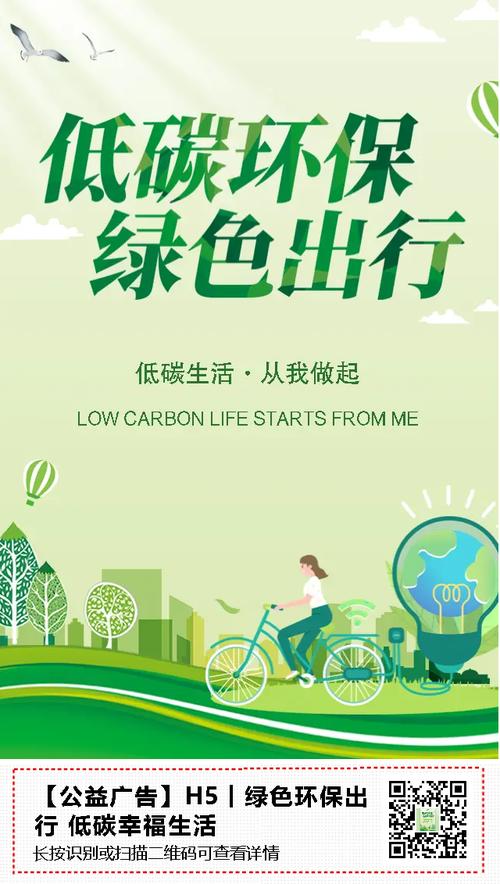 低碳环保
绿色出行
低碳生活·从我做起
LOW CARBON LIFE STARTS FROM ME
【公益广告】H5｜绿色环保出
行 低碳幸福生活
长按识别或扫描二维码可查看详情